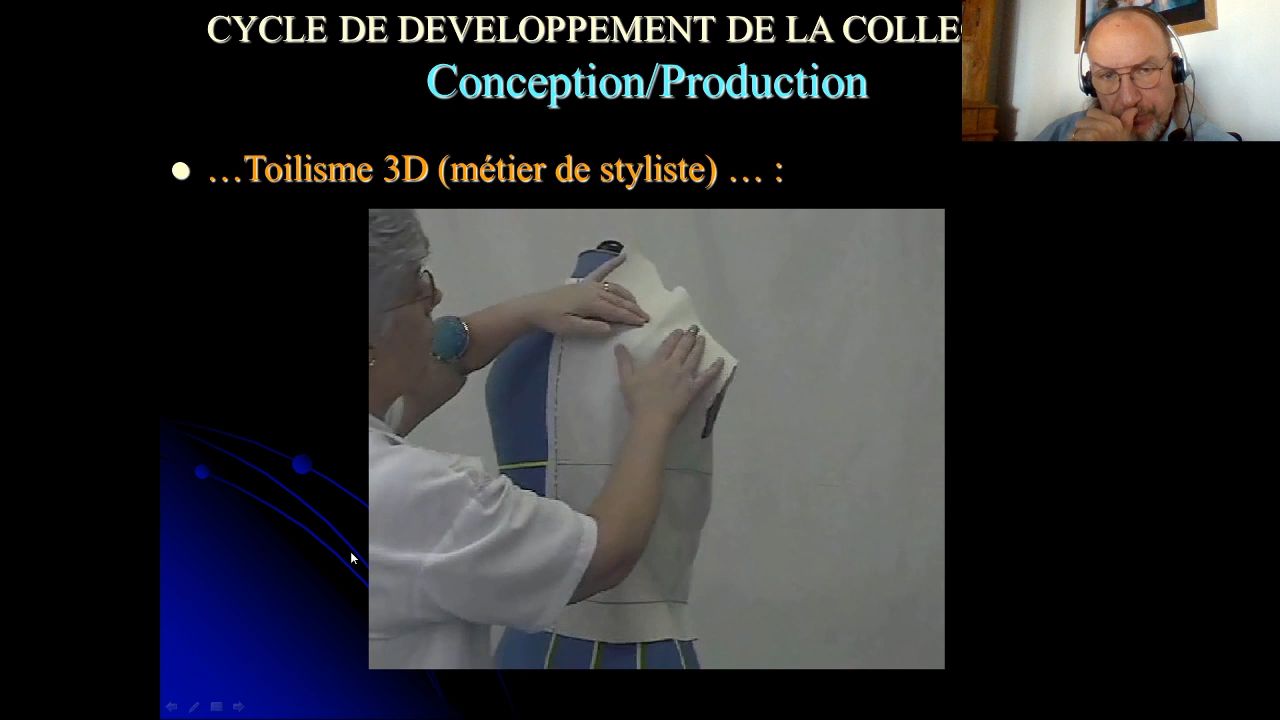 CYCLE DE DEVELOPPEMENT DE LA COLLE
Conception/Production
…Toilisme 3D (métier de styliste) … :